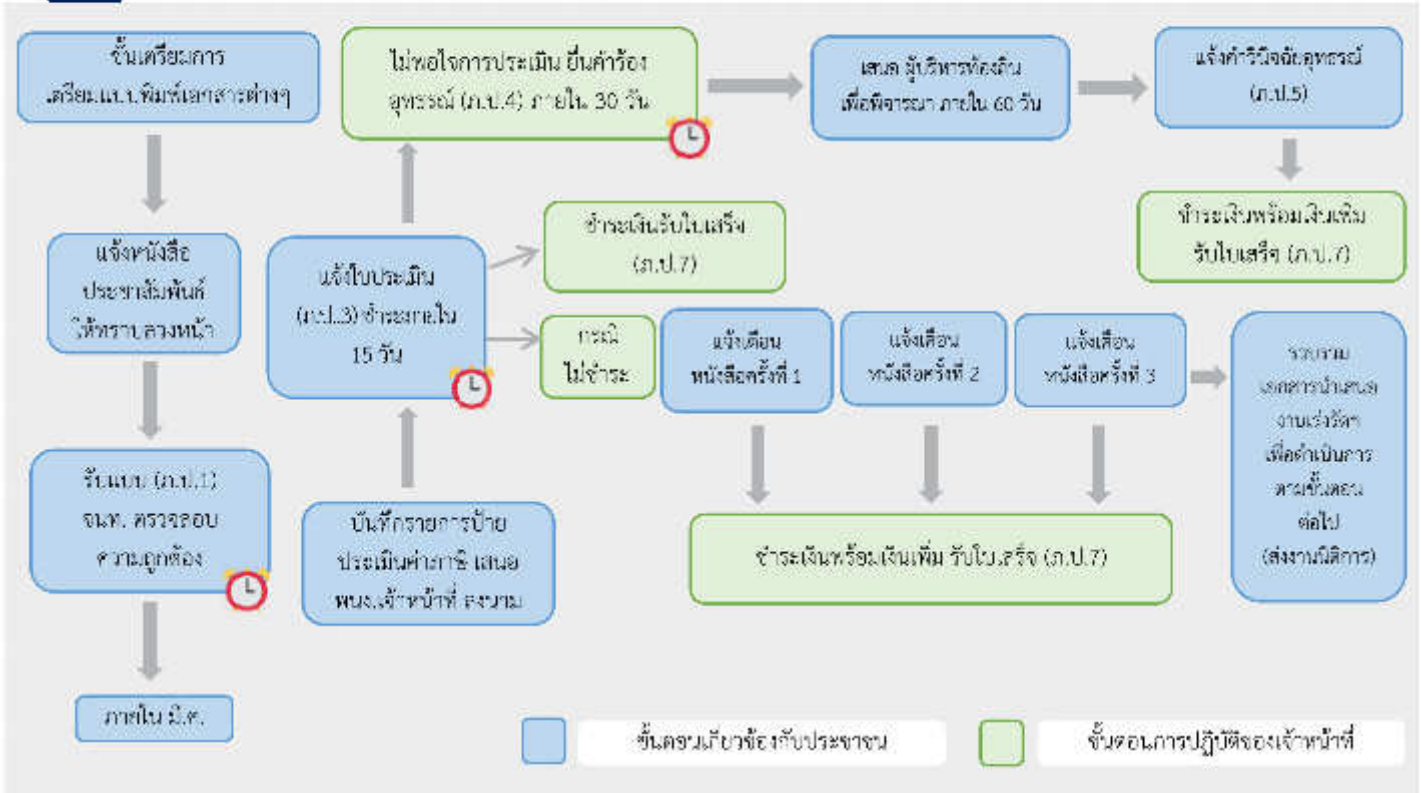 ขั้นเตรียมการ
เตรียมแบบพิมพ์เอกสารต่างๆ
แจ้งหนังสือ
ประชาสัมพันธ์
ให้ทราบล่วงหน้า
รับแบบ (ภ.ป.1)
จนท. ตรวจสอบ
ความถูกต้อง
ภายใน มี.ค.
บันทึกรายการป้าย
ประเมินค่าภาษี เสนอ
พนง.เจ้าหน้าที่ ลงนาม
แจ้งใบประเมิน
(ภ.ป.3) ชำระภายใน
15 วัน
ไม่พอใจการประเมิน ยื่นคำร้อง
อุทธรณ์ (ภ.ป.4) ภายใน 30 วัน
เสนอ ผู้บริหารท้องถิ่น
เพื่อพิจารณา ภายใน 60 วัน
แจ้งคำวินิจฉัยอุทธรณ์
(ภ.ป.5)
ชำระเงินพร้อมเงินเพิ่ม
รับใบเสร็จ (ภ.ป.7)
ชำระเงินรับใบเสร็จ
(ภ.ป.7)
กรณี
ไม่ชำระ
แจ้งเตือน
หนังสือครั้งที่ 1
แจ้งเตือน
หนังสือครั้งที่ 2
แจ้งเตือน
หนังสือครั้งที่ 3
รวบรวม
เอกสารนำเสนอ
งานเร่งรัดฯ
เพื่อดำเนินการ
ตามขั้นตอน
ต่อไป
(ส่งงานนิติการ)
ชำระเงินพร้อมเงินเพิ่ม รับใบเสร็จ (ภ.ป.7)
ขั้นตอนเกี่ยวข้องกับประชาชน
ขั้นตอนการปฏิบัติของเจ้าหน้าที่